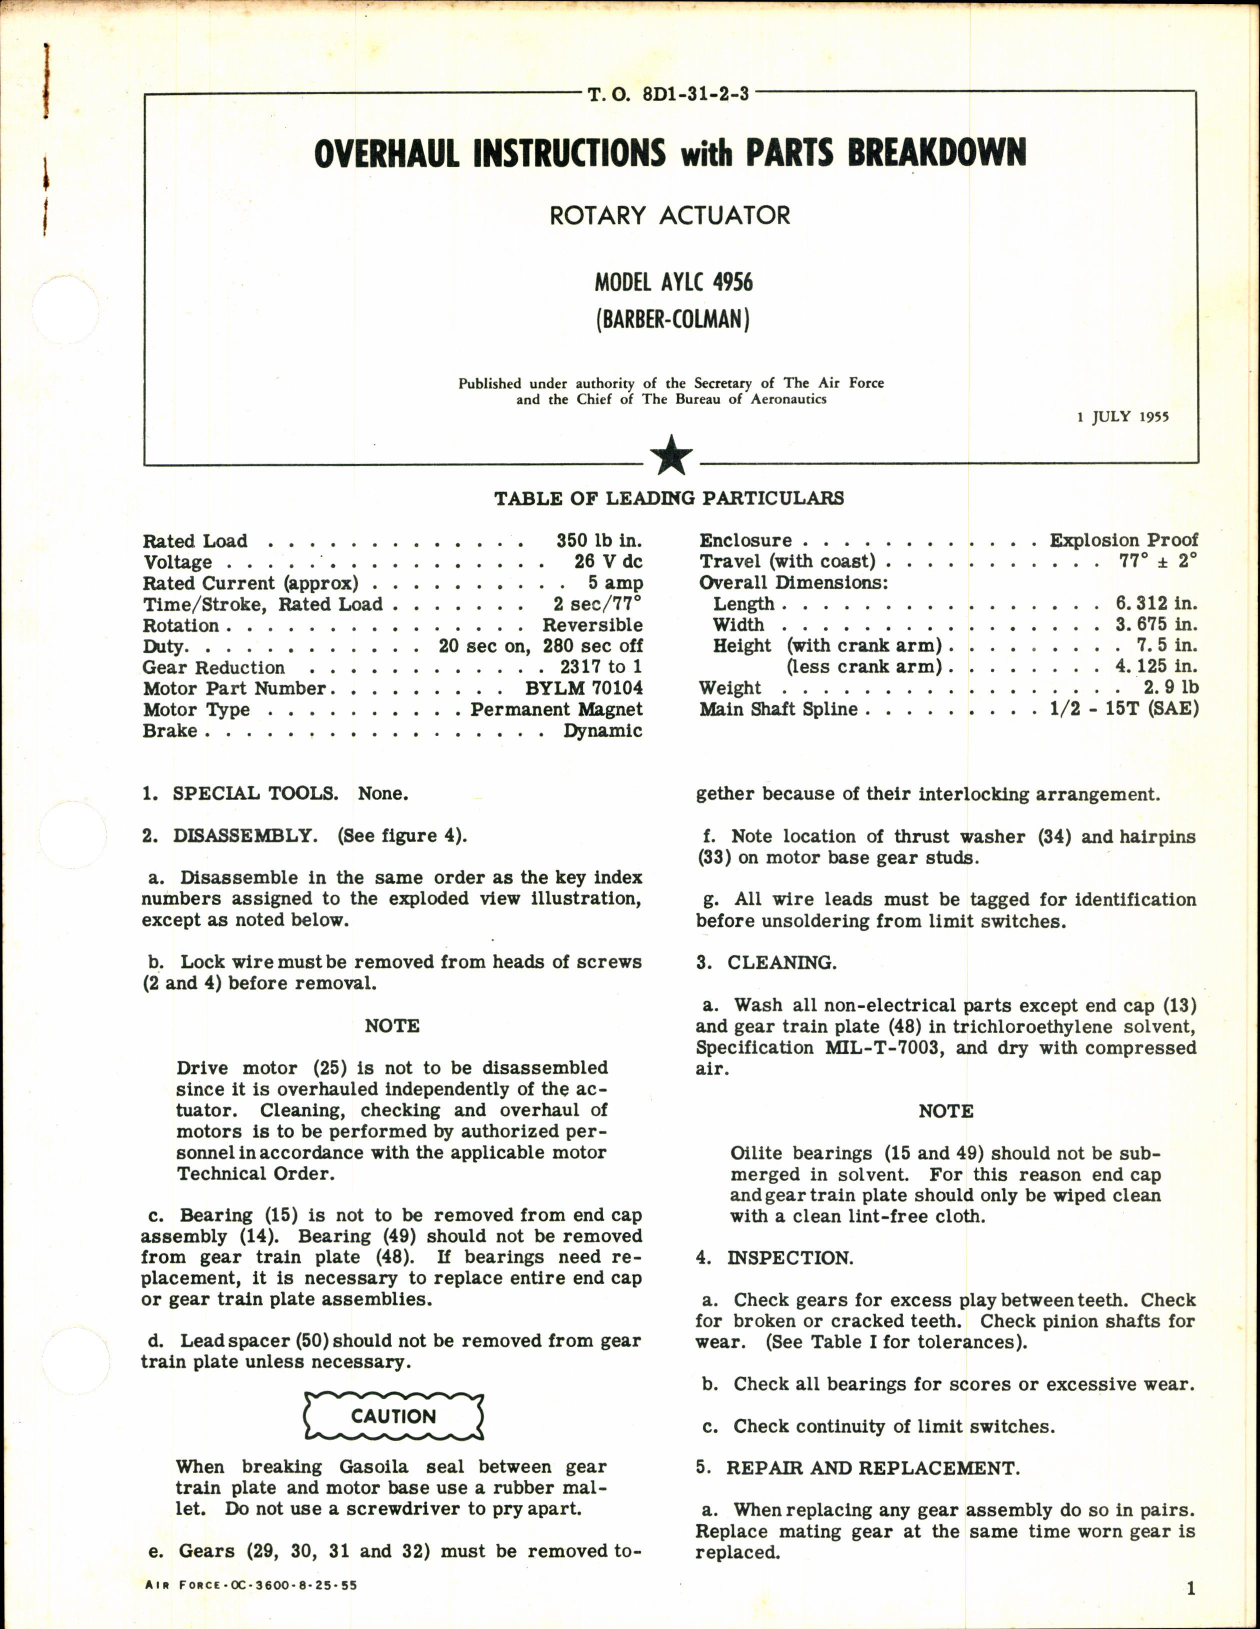 T. O. 8D1-31-2-3
OVERHAUL INSTRUCTIONS with PARTS BREAKDOWN
ROTARY ACTUATOR
MODEL AYLC 4956
(BARBER-COLMAN)
Published under authority of the Secretary of The Air Force
and the Chief of The Bureau of Aeronautics
1 JULY 1955
TABLE OF LEADING PARTICULARS
Rated Load . . . . . . . . . . . . . . 350 lb in.
Voltage . . . . . . . . . . . . . . . . . 26 V dc
Rated Current (approx) . . . . . . . . . . 5 amp
Time/Stroke, Rated Load . . . . . . . 2 sec/77°
Rotation . . . . . . . . . . . . . . . Reversible
Duty. . . . . . . . . . . . 20 sec on, 280 sec off
Gear Reduction . . . . . . . . . . . . 2317 to 1
Motor Part Number. . . . . . . . . . BYLM 70104
Motor Type . . . . . . . . . . Permanent Magnet
Brake . . . . . . . . . . . . . . . . . Dynamic
Enclosure . . . . . . . . . . . . Explosion Proof
Travel (with coast) . . . . . . . . . . . 77° ± 2°
Overall Dimensions:
Length . . . . . . . . . . . . . . . . 6.312 in.
Width . . . . . . . . . . . . . . . . . 3.675 in.
Height (with crank arm) . . . . . . . . . 7.5 in.
(less crank arm) . . . . . . . . 4.125 in.
Weight . . . . . . . . . . . . . . . . . . 2.9 lb
Main Shaft Spline . . . . . . . . . 1/2 - 15T (SAE)
1. SPECIAL TOOLS. None.
2. DISASSEMBLY. (See figure 4).
a. Disassemble in the same order as the key index
numbers assigned to the exploded view illustration,
except as noted below.
b. Lock wire must be removed from heads of screws
(2 and 4) before removal.
NOTE
Drive motor (25) is not to be disassembled
since it is overhauled independently of the ac-
tuator. Cleaning, checking and overhaul of
motors is to be performed by authorized per-
sonnel in accordance with the applicable motor
Technical Order.
c. Bearing (15) is not to be removed from end cap
assembly (14). Bearing (49) should not be removed
from gear train plate (48). If bearings need re-
placement, it is necessary to replace entire end cap
or gear train plate assemblies.
d. Lead spacer (50) should not be removed from gear
train plate unless necessary.
CAUTION
When breaking Gasoila seal between gear
train plate and motor base use a rubber mal-
let. Do not use a screwdriver to pry apart.
e. Gears (29, 30, 31 and 32) must be removed to-
gether because of their interlocking arrangement.
f. Note location of thrust washer (34) and hairpins
(33) on motor base gear studs.
g. All wire leads must be tagged for identification
before unsoldering from limit switches.
3. CLEANING.
a. Wash all non-electrical parts except end cap (13)
and gear train plate (48) in trichloroethylene solvent,
Specification MIL-T-7003, and dry with compressed
air.
NOTE
Oilite bearings (15 and 49) should not be sub-
merged in solvent. For this reason end cap
and gear train plate should only be wiped clean
with a clean lint-free cloth.
4. INSPECTION.
a. Check gears for excess play between teeth. Check
for broken or cracked teeth. Check pinion shafts for
wear. (See Table I for tolerances).
b. Check all bearings for scores or excessive wear.
c. Check continuity of limit switches.
5. REPAIR AND REPLACEMENT.
a. When replacing any gear assembly do so in pairs.
Replace mating gear at the same time worn gear is
replaced.
AIR FORCE-OC-3600-8-25-55
1